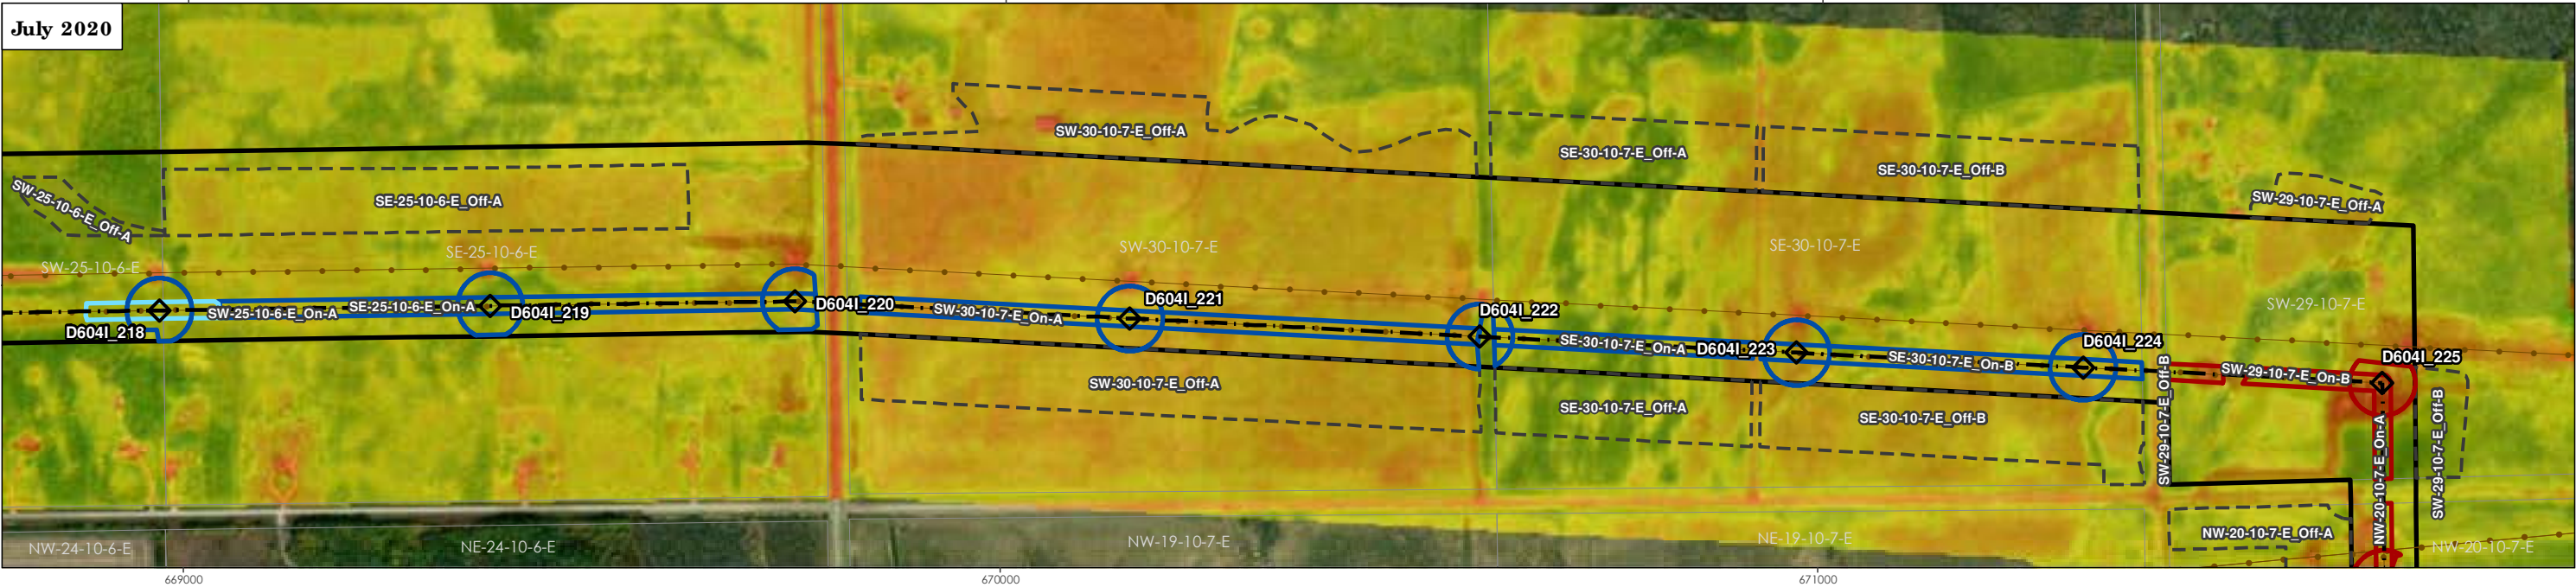 July 2020
SW-30-10-7-E_Off-A
SE-30-10-7-E_Off-A
SE-30-10-7-E_Off-B
SW-25-10-6-E_Off-A
SE-25-10-6-E_Off-A
SW-29-10-7-E_Off-A
SW-25-10-6-E
SE-25-10-6-E
SW-30-10-7-E
SE-30-10-7-E
SW-29-10-7-E
D604I_218
SW-25-10-6-E_On-A
SE-25-10-6-E_On-A
D604I_219
D604I_220
SW-30-10-7-E_On-A
D604I_221
D604I_222
SE-30-10-7-E_On-A
D604I_223
SE-30-10-7-E_On-B
D604I_224
SW-29-10-7-E_Off-B
SW-29-10-7-E_On-B
D604I_225
SW-30-10-7-E_Off-A
SE-30-10-7-E_Off-A
SE-30-10-7-E_Off-B
NW-20-10-7-E_On-A
SW-29-10-7-E_Off-B
NW-24-10-6-E
NE-24-10-6-E
NW-19-10-7-E
NE-19-10-7-E
NW-20-10-7-E_Off-A
NW-20-10-7-E
669000
670000
671000